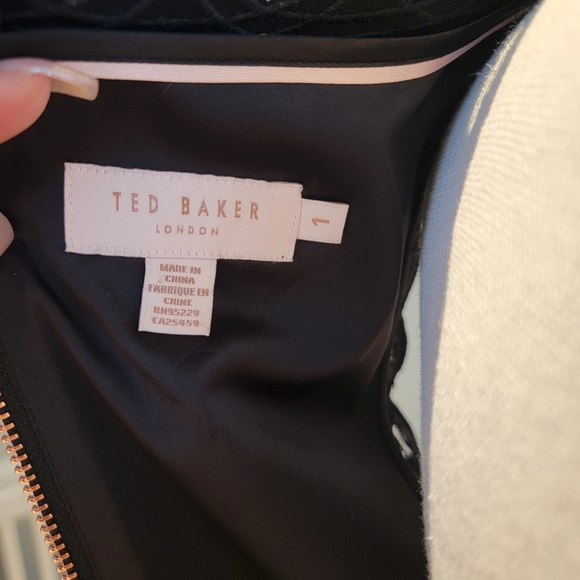 TED BAKER
LONDON
1
MADE IN
CHINA
FABRIQUE EN
CHINE
RN95229
CA25459